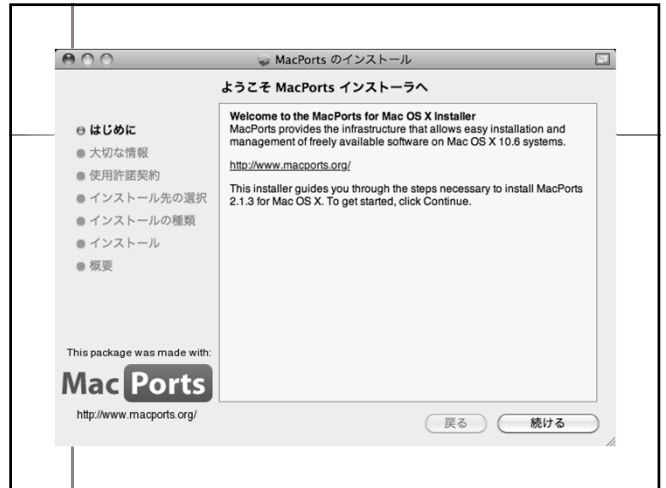 MacPorts のインストール
ようこそ MacPorts インストーラへ
はじめに
大切な情報
使用許諾契約
インストール先の選択
インストールの種類
インストール
概要
Welcome to the MacPorts for Mac OS X Installer
MacPorts provides the infrastructure that allows easy installation and
management of freely available software on Mac OS X 10.6 systems.
http://www.macports.org/
This installer guides you through the steps necessary to install MacPorts
2.1.3 for Mac OS X. To get started, click Continue.
This package was made with:
MacPorts
http://www.macports.org/
戻る
続ける